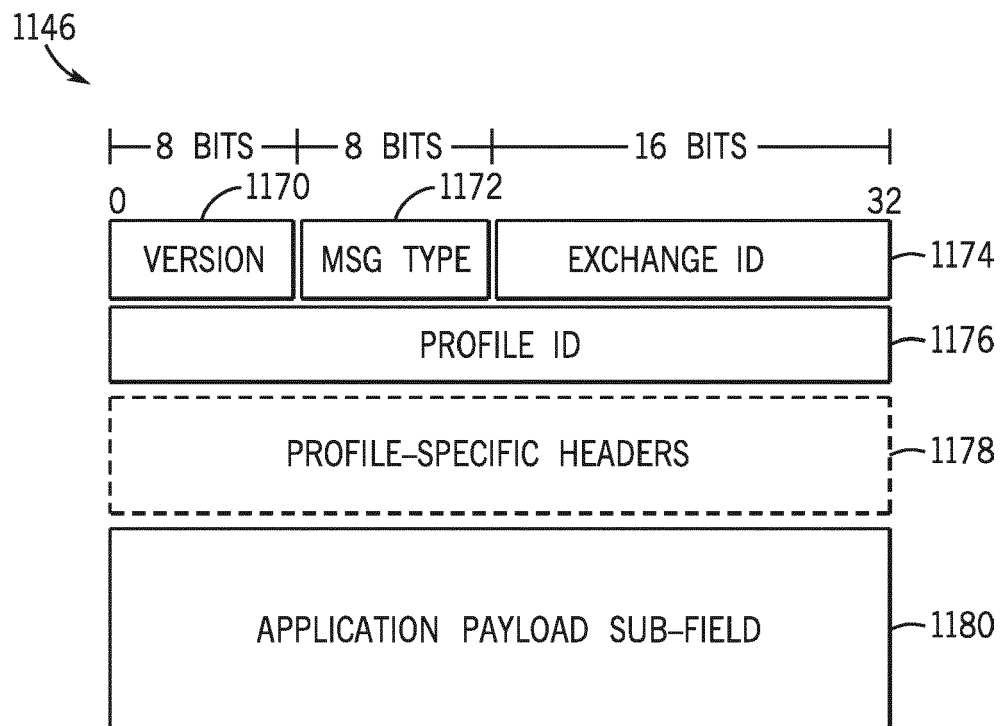 1146
8 BITS 8 BITS 16 BITS
1170 1172
0 32
VERSION MSG TYPE EXCHANGE ID 1174
PROFILE ID 1176
PROFILE–SPECIFIC HEADERS 1178
APPLICATION PAYLOAD SUB–FIELD 1180